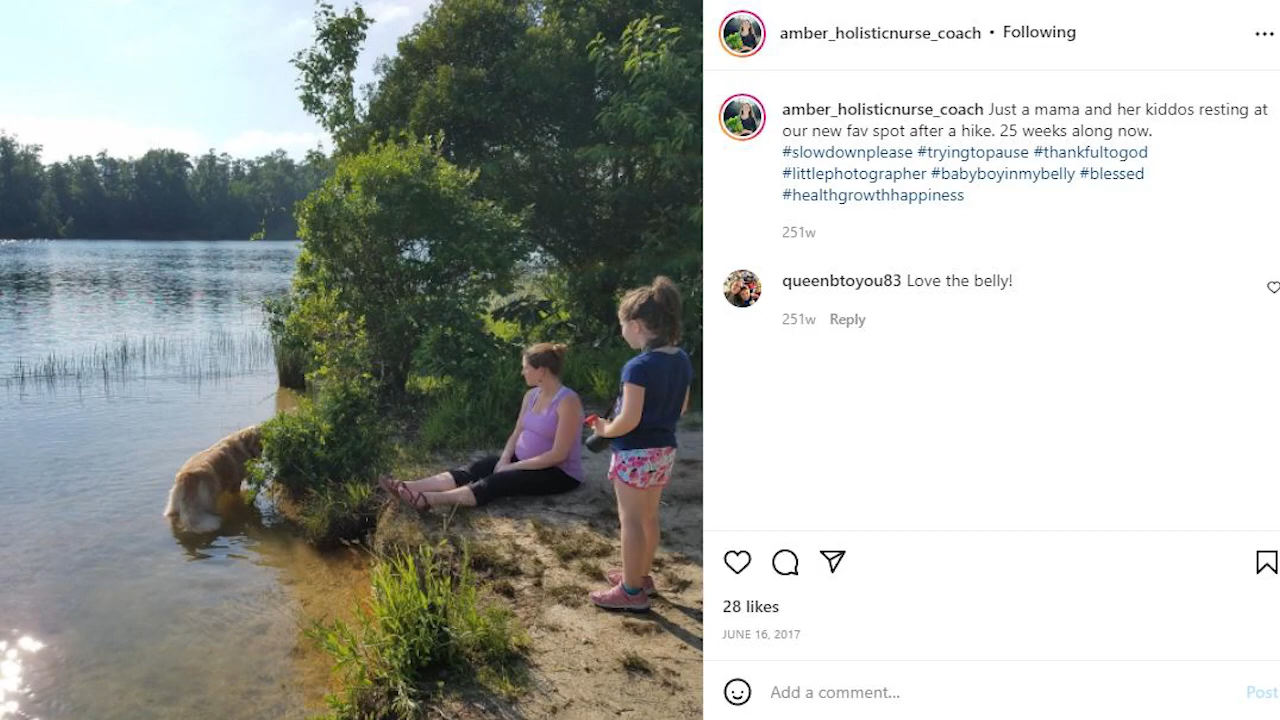 amber_holisticnurse_coach • Following
amber_holisticnurse_coach Just a mama and her kiddos resting at
our new fav spot after a hike. 25 weeks along now.
#slowdownplease #tryingtopause #thankfultogod
#littlephotographer #babyboyinmybelly #blessed
#healthgrowthhappiness
251w
queenbtoyou83 Love the belly!
251w Reply
28 likes
JUNE 16, 2017
Add a comment... Post